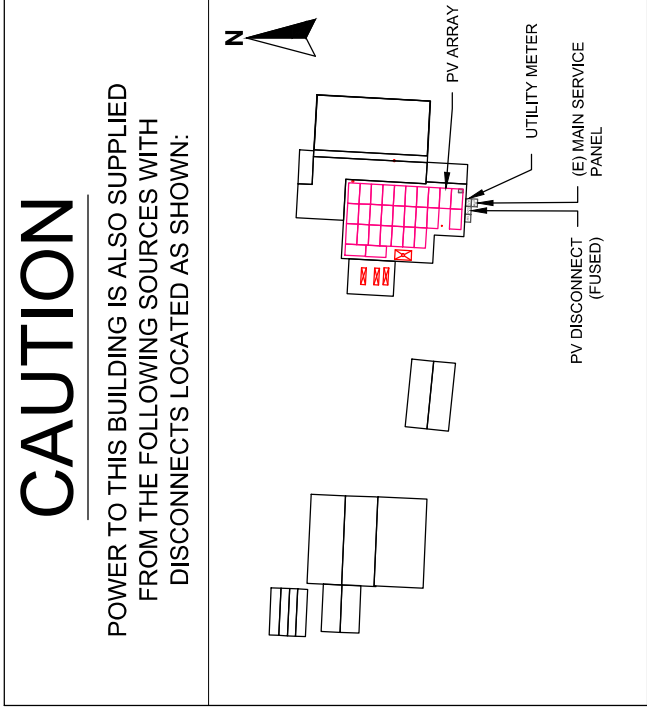 CAUTION
POWER TO THIS BUILDING IS ALSO SUPPLIED
FROM THE FOLLOWING SOURCES WITH
DISCONNECTS LOCATED AS SHOWN:
N
PV ARRAY
UTILITY METER
(E) MAIN SERVICE
PANEL
PV DISCONNECT
(FUSED)